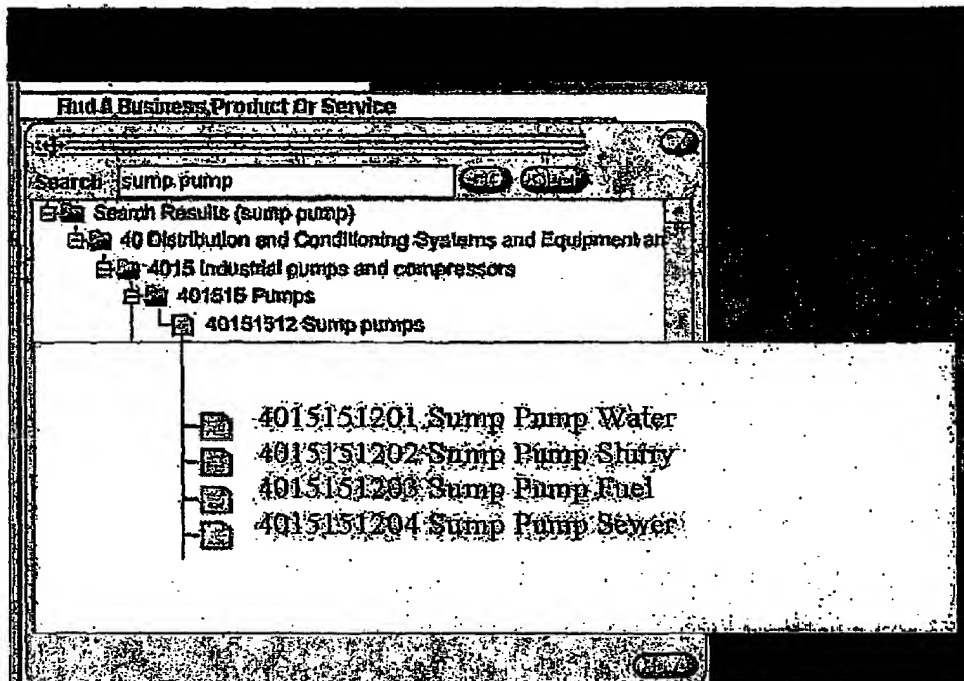 Find A Business, Product Or Service
Search sump pump
Search Results (sump pump)
40 Distribution and Conditioning Systems and Equipment an
4015 Industrial pumps and compressors
401515 Pumps
40151512 Sump pumps
4015151201 Sump Pump Water
4015151202 Sump Pump Slurry
4015151203 Sump Pump Fuel
4015151204 Sump Pump Sewer